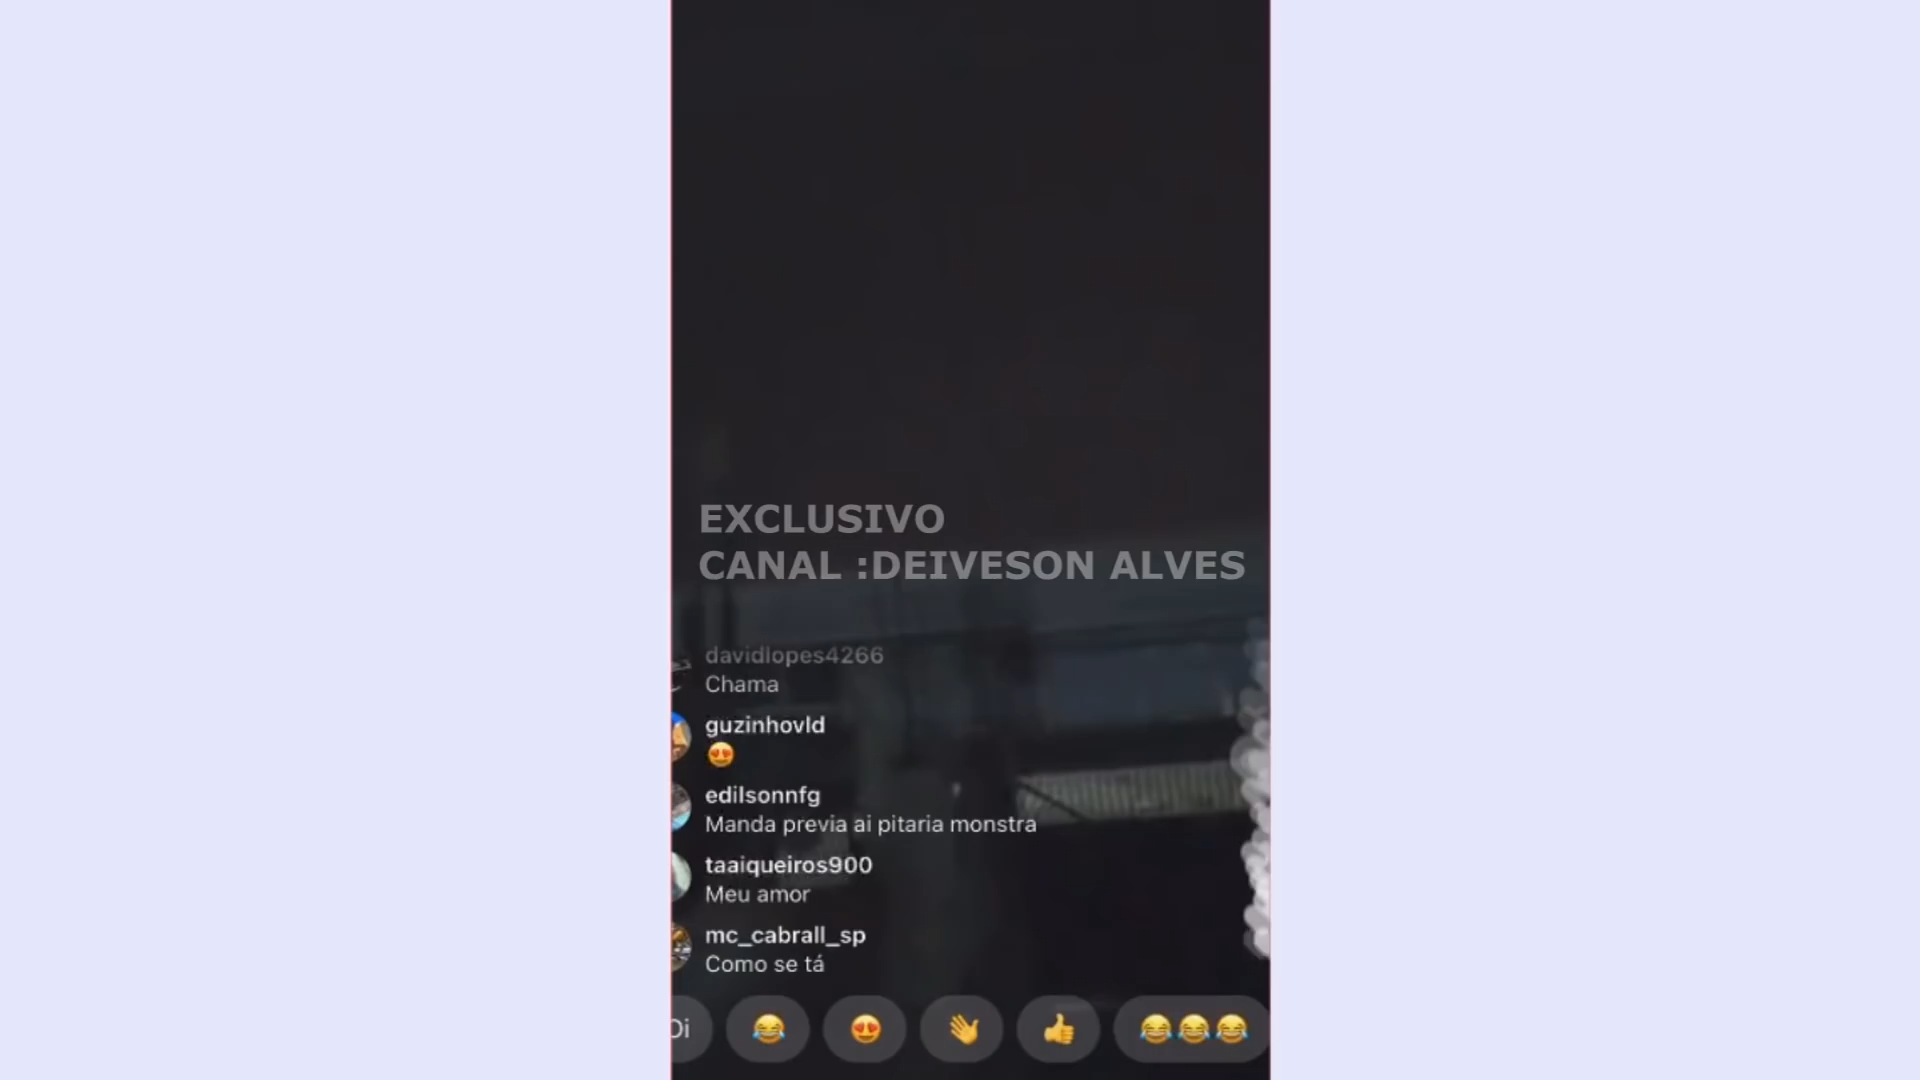 EXCLUSIVO
CANAL :DEIVESON ALVES
davidlopes4266
Chama
guzinhovld
😍
edilsonnfg
Manda previa ai pitaria monstra
taaiqueiros900
Meu amor
mc_cabrall_sp
Como se tá
Oi 😂 😍 👋 👍 😂😂😂